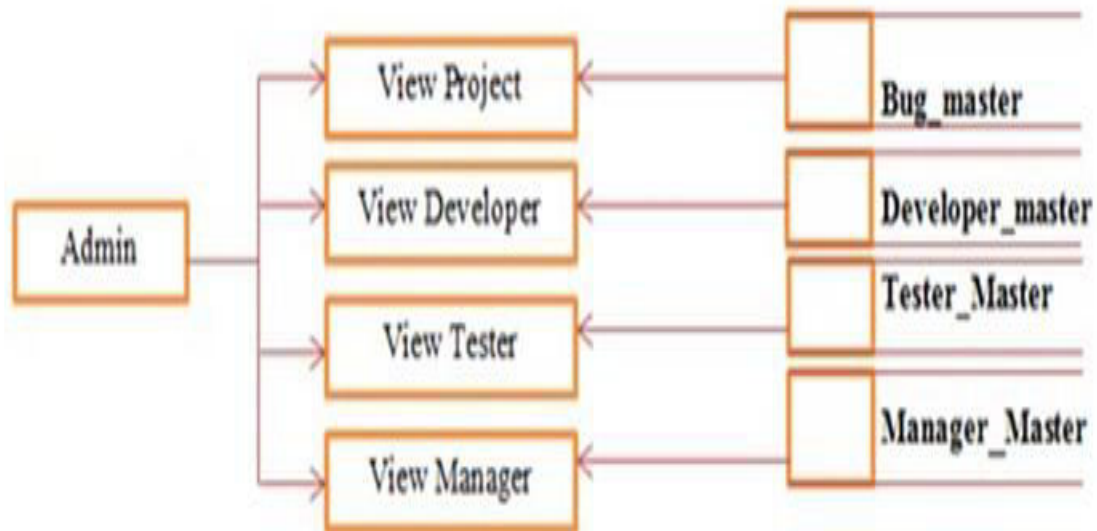 View Project
Bug_master
View Developer
Developer_master
Admin
Tester_Master
View Tester
Manager_Master
View Manager